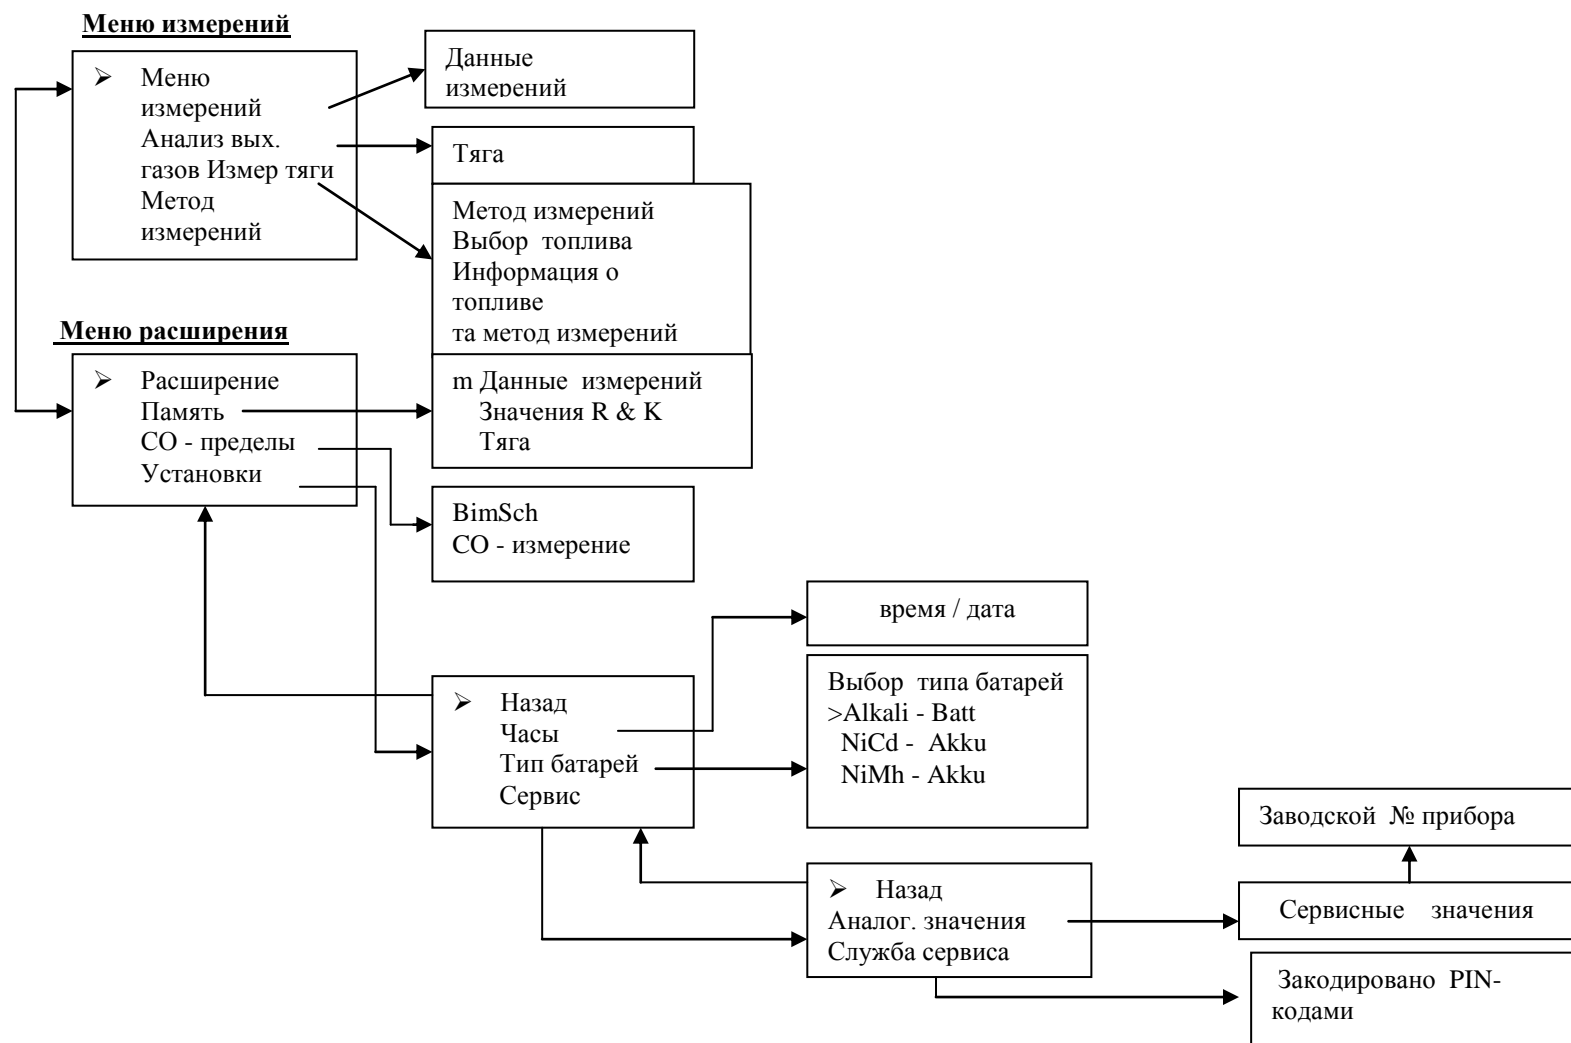 Меню измерений
➢ Меню
измерений
Анализ вых.
газов Измер тяги
Метод
измерений
Данные
измерений
Тяга
Метод измерений
Выбор топлива
Информация о
топливе
та метод измерений
Меню расширения
➢ Расширение
Память
СО - пределы
Установки
m Данные измерений
Значения R & K
Тяга
BimSch
СО - измерение
время / дата
➢ Назад
Часы
Тип батарей
Сервис
Выбор типа батарей
>Alkali - Batt
NiCd - Akku
NiMh - Akku
Заводской № прибора
➢ Назад
Аналог. значения
Служба сервиса
Сервисные значения
Закодировано PIN-
кодами